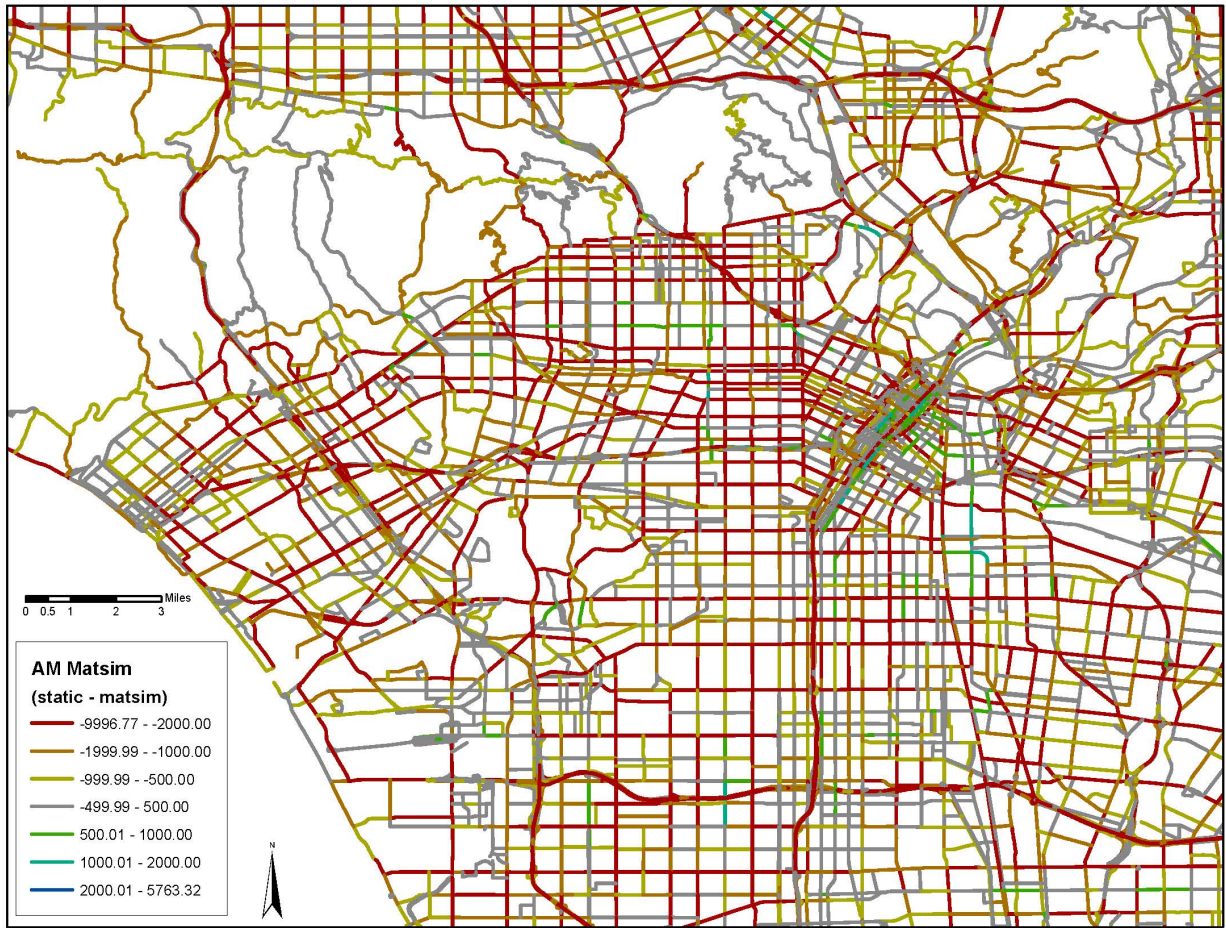 Miles
0 0.5 1 2 3
AM Matsim
(static - matsim)
-9996.77 - -2000.00
-1999.99 - -1000.00
-999.99 - -500.00
-499.99 - 500.00
500.01 - 1000.00
1000.01 - 2000.00
2000.01 - 5763.32
N